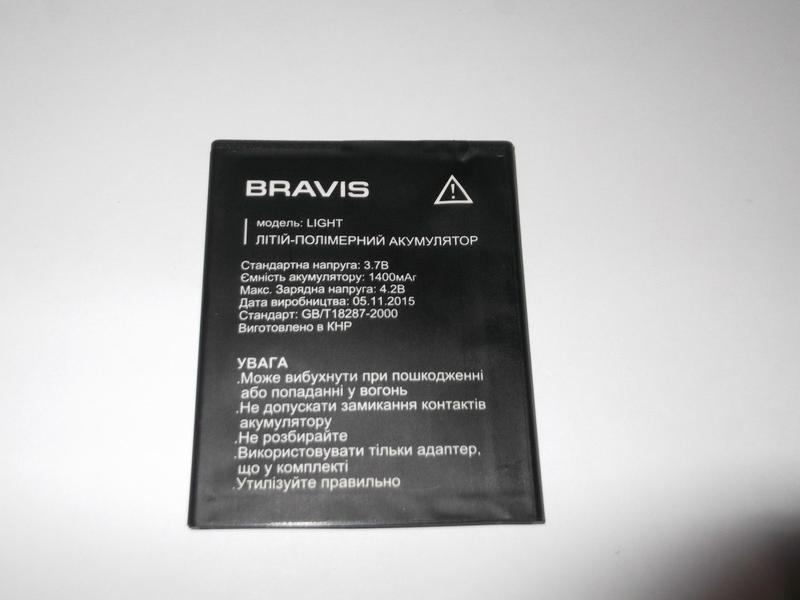 BRAVIS
модель: LIGHT
ЛІТІЙ-ПОЛІМЕРНИЙ АКУМУЛЯТОР
Стандартна напруга: 3.7В
Ємність акумулятору: 1400мАг
Макс. Зарядна напруга: 4.2В
Дата виробництва: 05.11.2015
Стандарт: GB/T18287-2000
Виготовлено в КНР
УВАГА
.Може вибухнути при пошкодженні
або попаданні у вогонь
.Не допускати замикання контактів
акумулятору
.Не розбирайте
.Використовувати тільки адаптер,
що у комплекті
.Утилізуйте правильно